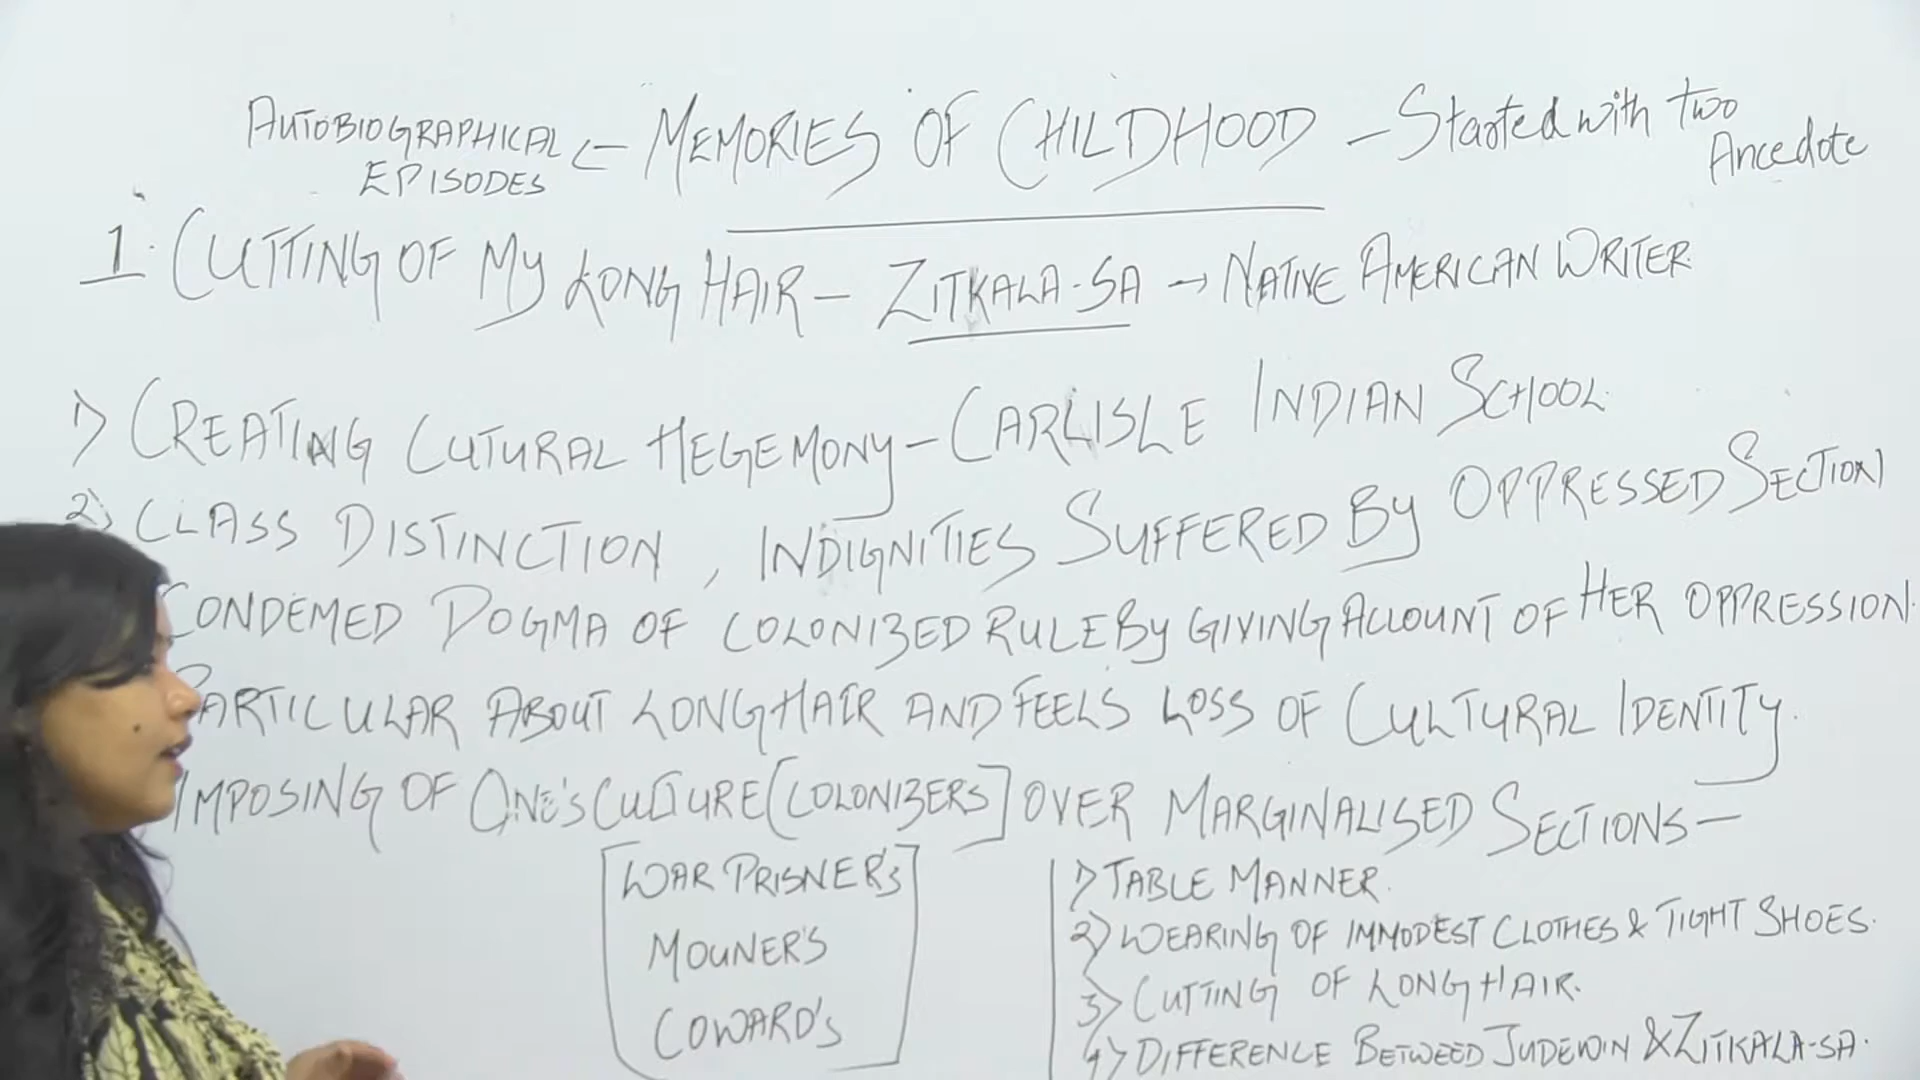 AUTOBIOGRAPHICAL EPISODES ← MEMORIES OF CHILDHOOD - Started with two Ancedote
1. CUTTING OF MY LONG HAIR - ZITKALA-SA → NATIVE AMERICAN WRITER
1) CREATING CUTURAL HEGEMONY - CARLISLE INDIAN SCHOOL.
2) CLASS DISTINCTION, INDIGNITIES SUFFERED BY OPPRESSED SECTION
CONDEMED DOGMA OF COLONIZED RULE BY GIVING ACCOUNT OF HER OPPRESSION.
PARTICULAR ABOUT LONG HAIR AND FEELS LOSS OF CULTURAL IDENTITY.
IMPOSING OF ONE'S CULTURE [COLONIZERS] OVER MARGINALISED SECTIONS -
WAR PRISNER'S
MOUNER'S
COWARD'S
1) TABLE MANNER.
2) WEARING OF IMMODEST CLOTHES & TIGHT SHOES.
3) CUTTING OF LONG HAIR.
4) DIFFERENCE BETWEED JUDEWIN & ZITKALA-SA.